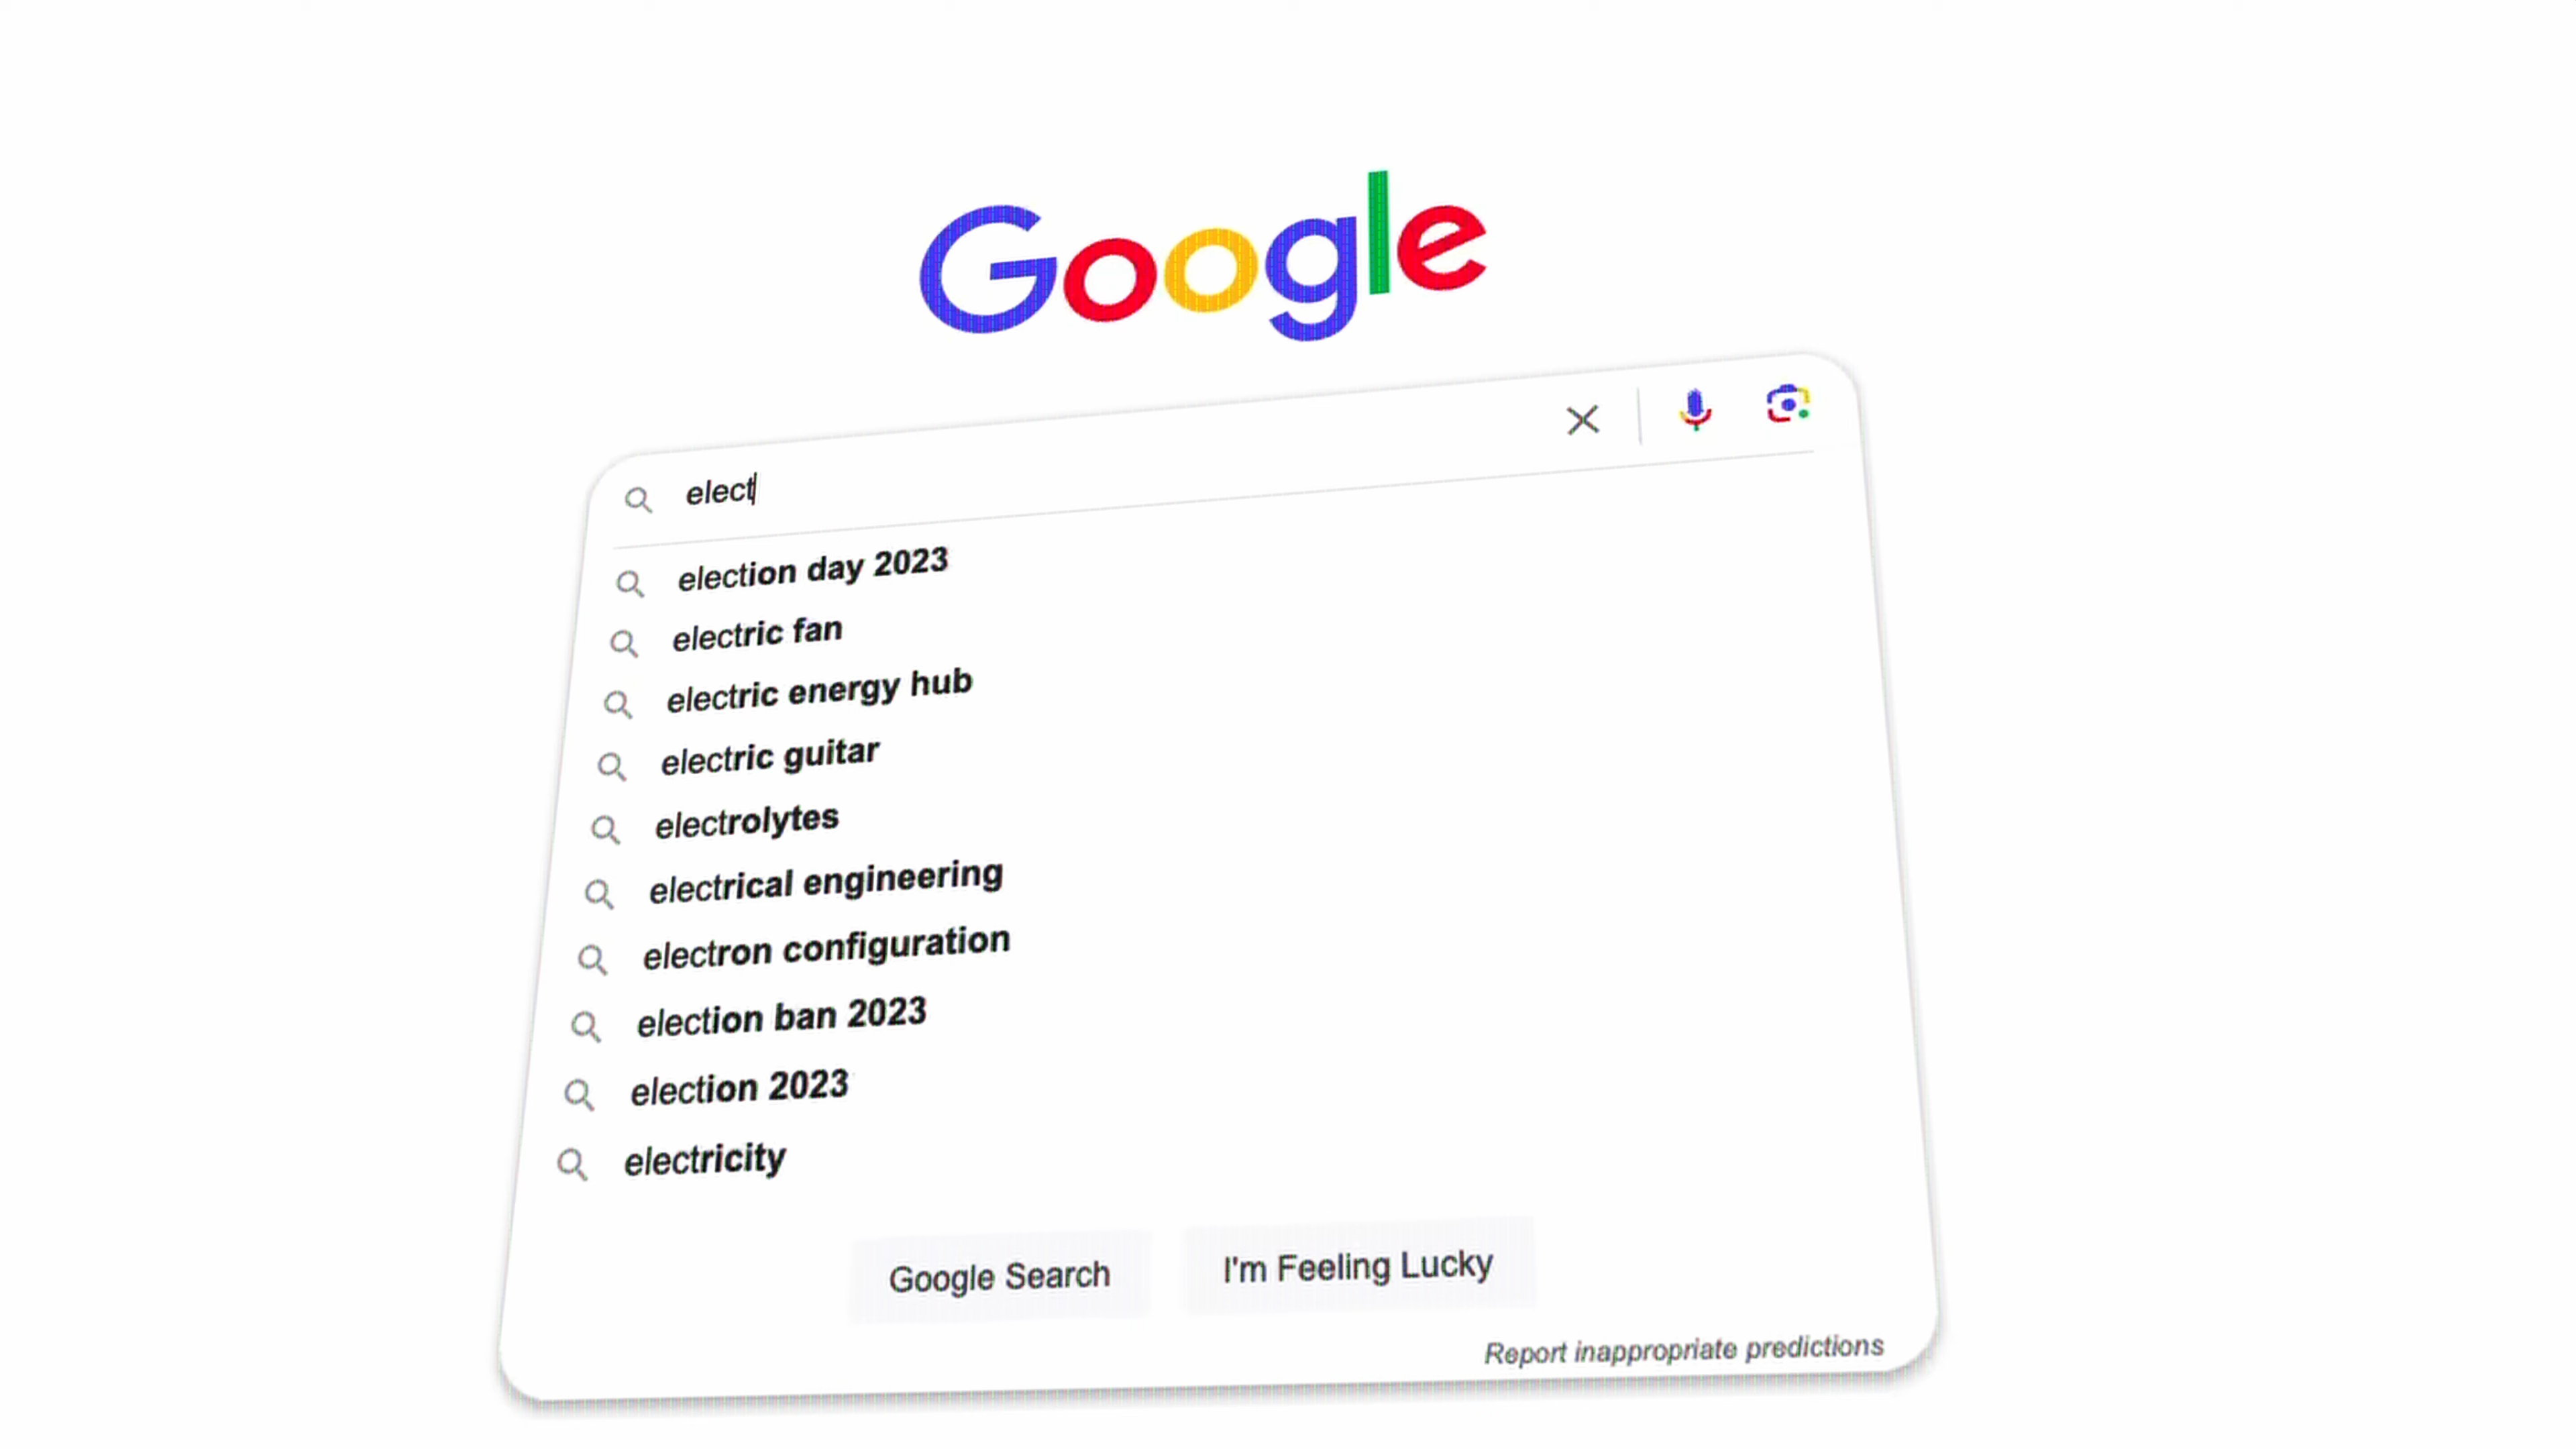 Google
elect
election day 2023
electric fan
electric energy hub
electric guitar
electrolytes
electrical engineering
electron configuration
election ban 2023
election 2023
electricity
Google Search
I'm Feeling Lucky
Report inappropriate predictions